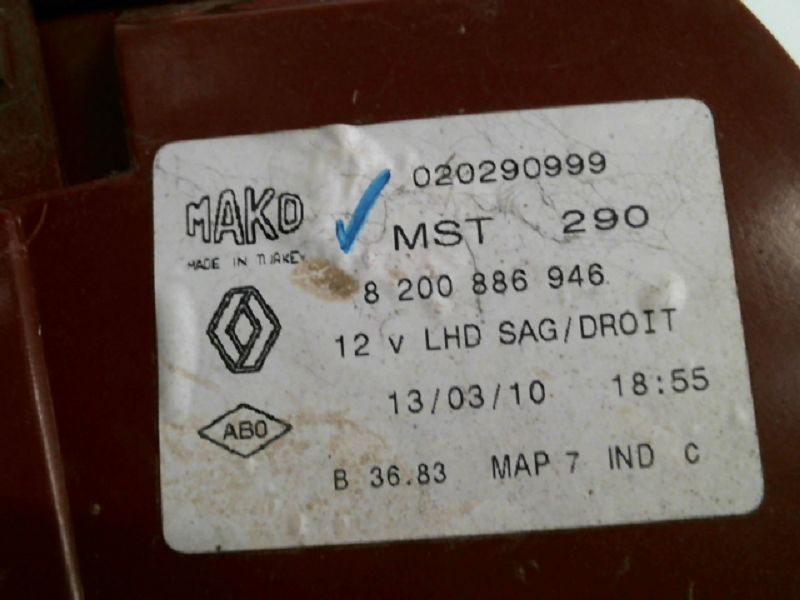 020290999
MAKO
MST 290
MADE IN TURKEY
8 200 886 946
12 v LHD SAG/DROIT
13/03/10 18:55
ABO
B 36.83 MAP 7 IND C